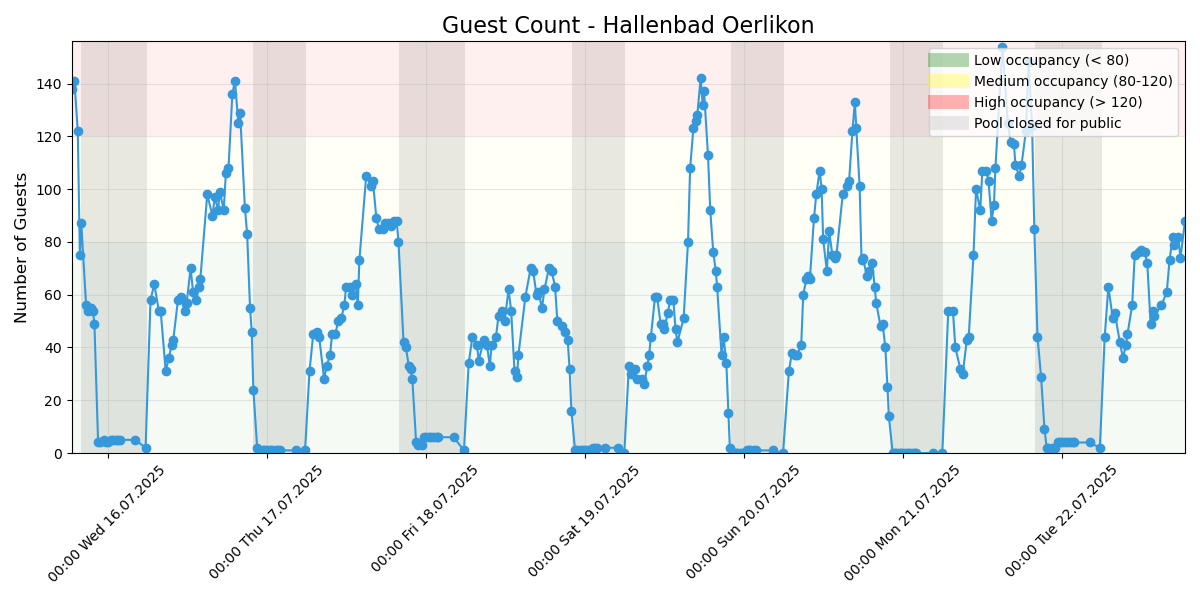 Guest Count - Hallenbad Oerlikon
Number of Guests
140
120
100
80
60
40
20
0
Low occupancy (< 80)
Medium occupancy (80-120)
High occupancy (> 120)
Pool closed for public
00:00 Wed 16.07.2025
00:00 Thu 17.07.2025
00:00 Fri 18.07.2025
00:00 Sat 19.07.2025
00:00 Sun 20.07.2025
00:00 Mon 21.07.2025
00:00 Tue 22.07.2025